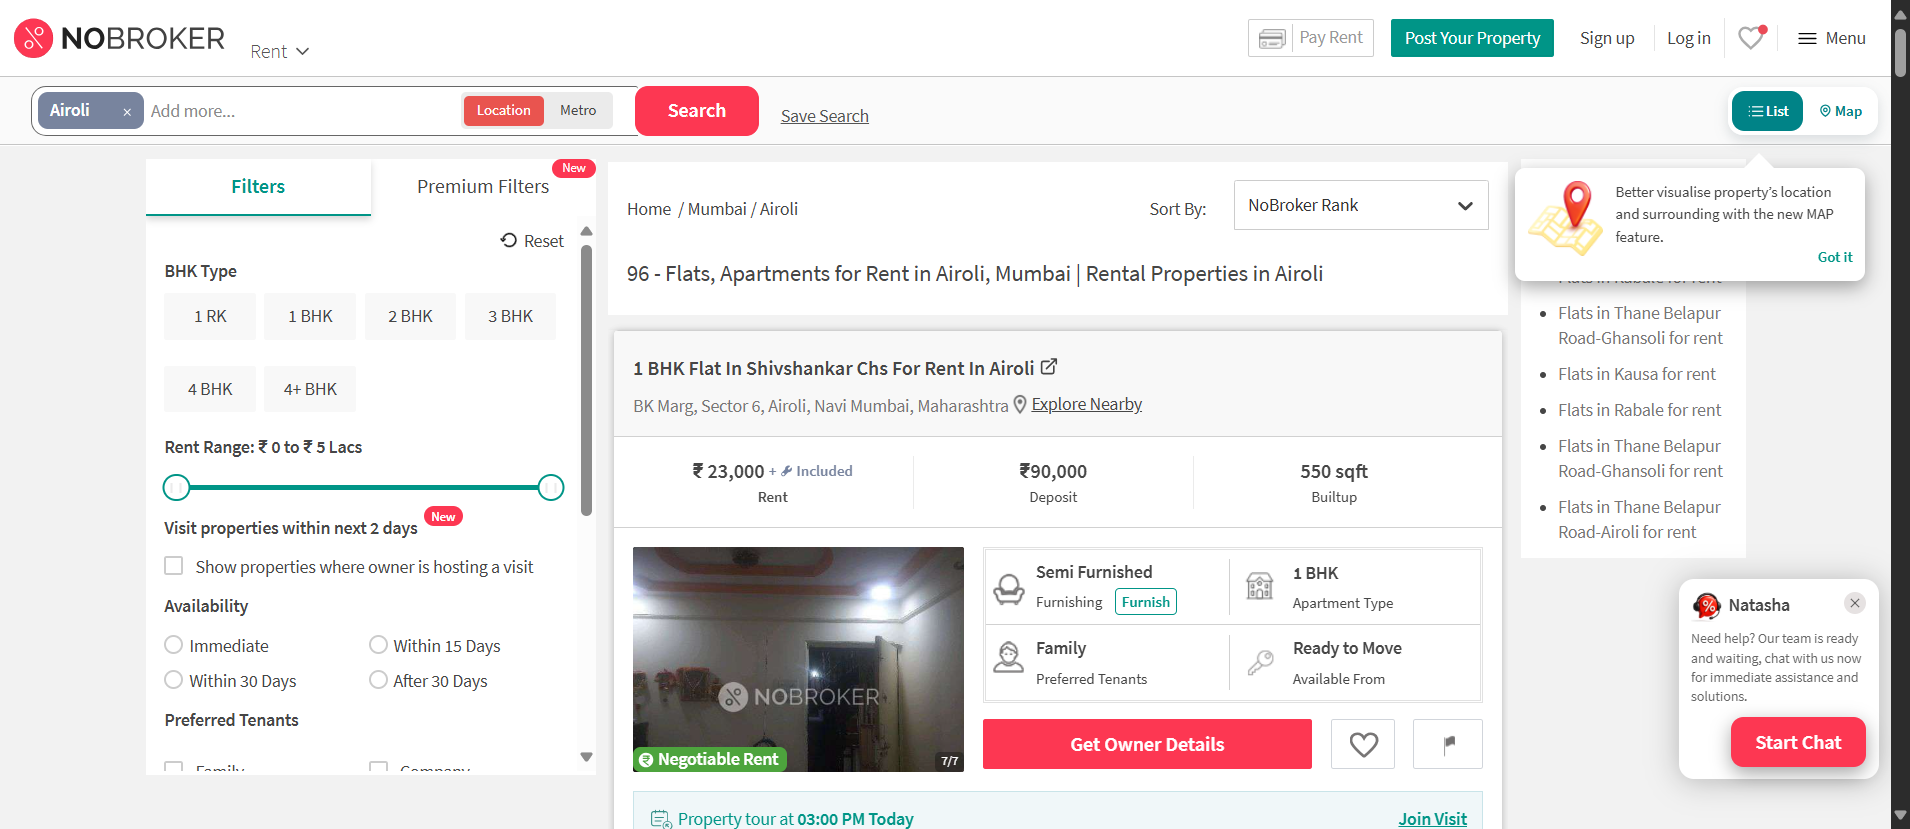 NOBROKER
Rent
Pay Rent
Post Your Property
Sign up
Log in
Menu
Airoli ×
Add more...
Location
Metro
Search
Save Search
List
Map
Filters
Premium Filters
New
Reset
BHK Type
1 RK
1 BHK
2 BHK
3 BHK
4 BHK
4+ BHK
Rent Range: ₹ 0 to ₹ 5 Lacs
Visit properties within next 2 days
New
Show properties where owner is hosting a visit
Availability
Immediate
Within 15 Days
Within 30 Days
After 30 Days
Preferred Tenants
Family
Company
Home / Mumbai / Airoli
Sort By:
NoBroker Rank
96 - Flats, Apartments for Rent in Airoli, Mumbai | Rental Properties in Airoli
1 BHK Flat In Shivshankar Chs For Rent In Airoli
BK Marg, Sector 6, Airoli, Navi Mumbai, Maharashtra
Explore Nearby
₹ 23,000 + Included
Rent
₹90,000
Deposit
550 sqft
Builtup
NOBROKER
Negotiable Rent
7/7
Semi Furnished
Furnishing
Furnish
1 BHK
Apartment Type
Family
Preferred Tenants
Ready to Move
Available From
Get Owner Details
Property tour at 03:00 PM Today
Join Visit
Better visualise property's location
and surrounding with the new MAP
feature.
Got it
Flats in Rabale for rent
Flats in Thane Belapur
Road-Ghansoli for rent
Flats in Kausa for rent
Flats in Rabale for rent
Flats in Thane Belapur
Road-Ghansoli for rent
Flats in Thane Belapur
Road-Airoli for rent
Natasha
Need help? Our team is ready
and waiting, chat with us now
for immediate assistance and
solutions.
Start Chat